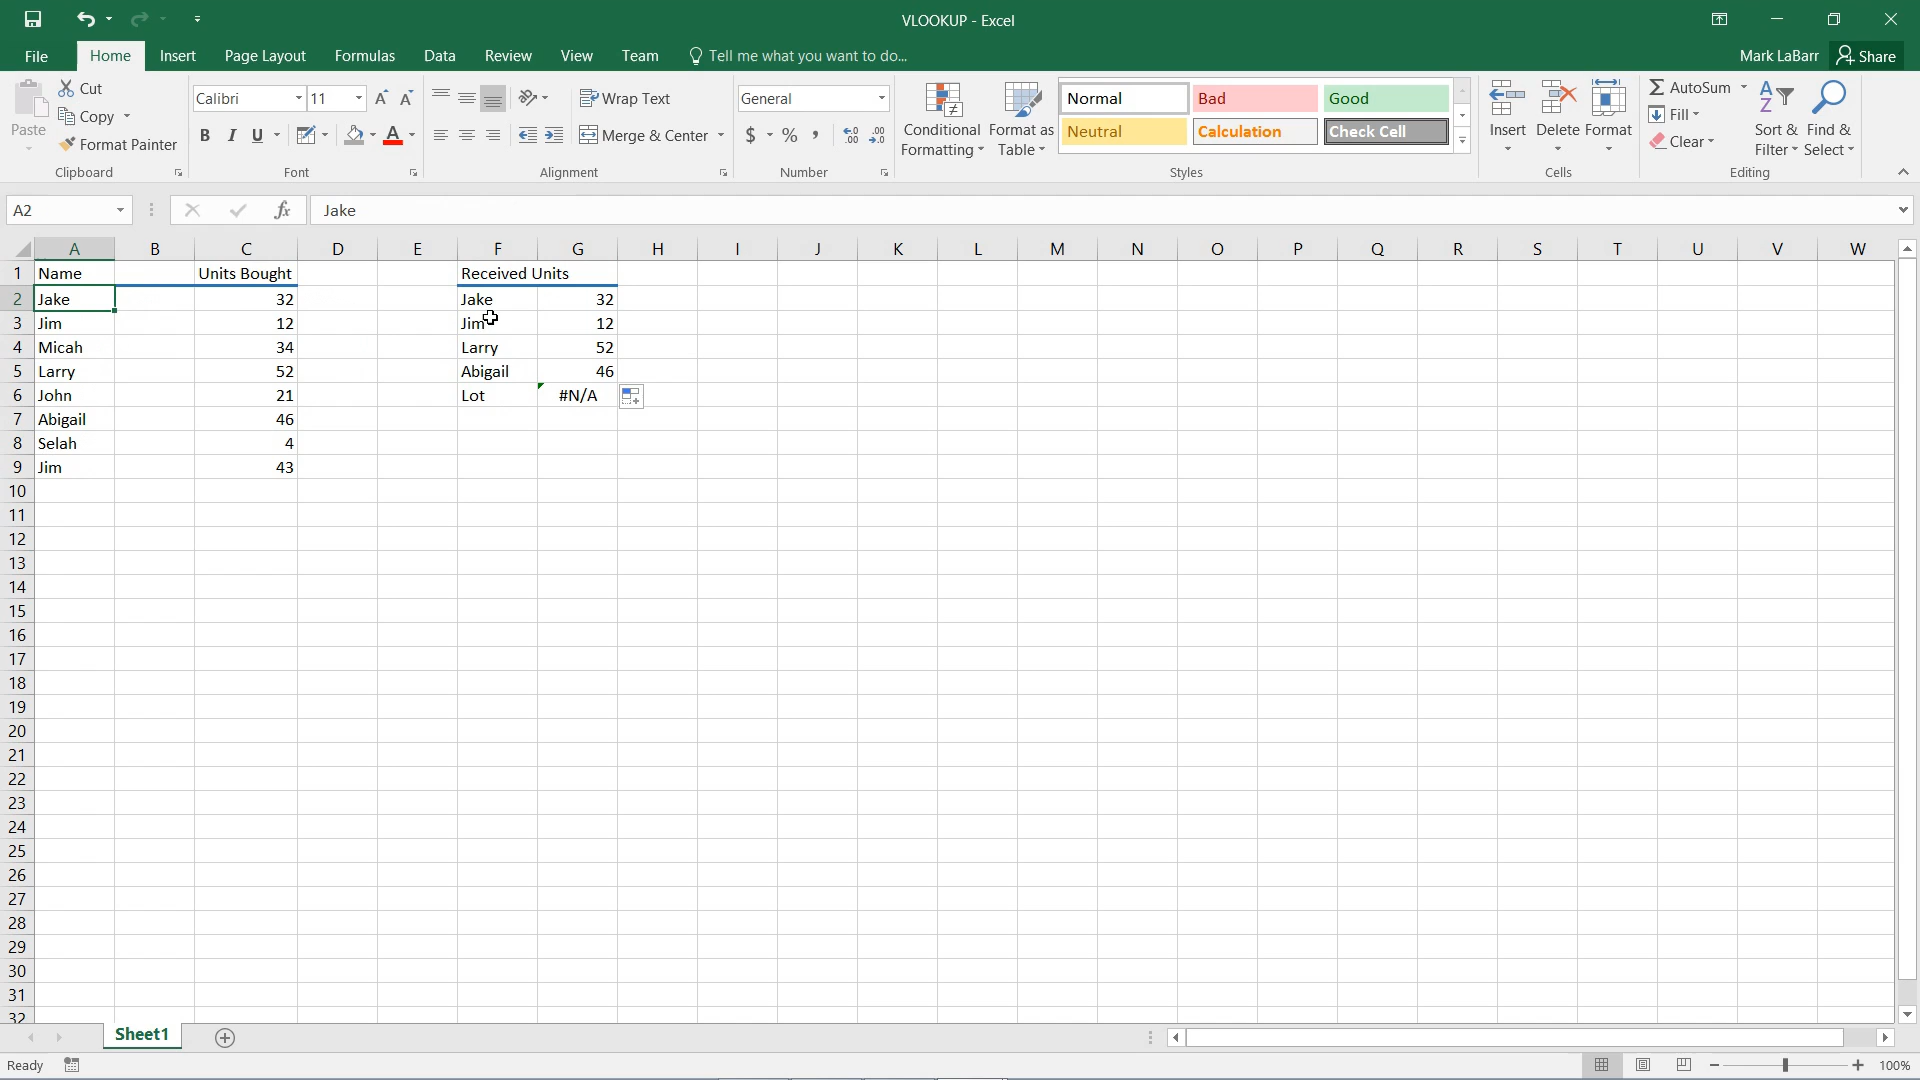 VLOOKUP - Excel
File Home Insert Page Layout Formulas Data Review View Team Tell me what you want to do... Mark LaBarr Share
Paste
Cut
Copy
Format Painter
Clipboard
Calibri 11
B I U
Font
Wrap Text
Merge & Center
Alignment
General
$ % ,
Number
Conditional Formatting
Format as Table
Normal Bad Good
Neutral Calculation Check Cell
Styles
Insert Delete Format
Cells
AutoSum
Fill
Clear
Sort & Filter
Find & Select
Editing
A2 fx Jake
A B C D E F G H I J K L M N O P Q R S T U V W
1 Name Units Bought Received Units
2 Jake 32 Jake 32
3 Jim 12 Jim 12
4 Micah 34 Larry 52
5 Larry 52 Abigail 46
6 John 21 Lot #N/A
7 Abigail 46
8 Selah 4
9 Jim 43
10
11
12
13
14
15
16
17
18
19
20
21
22
23
24
25
26
27
28
29
30
31
32
Sheet1
Ready 100%